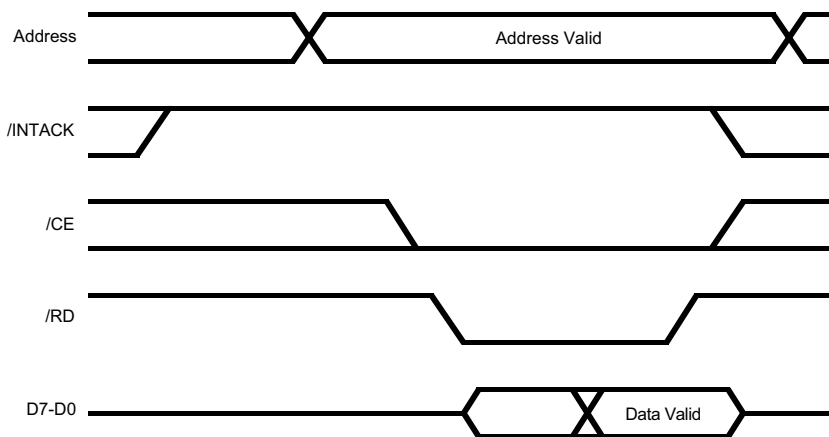 Address
Address Valid
/INTACK
/CE
/RD
D7-D0
Data Valid